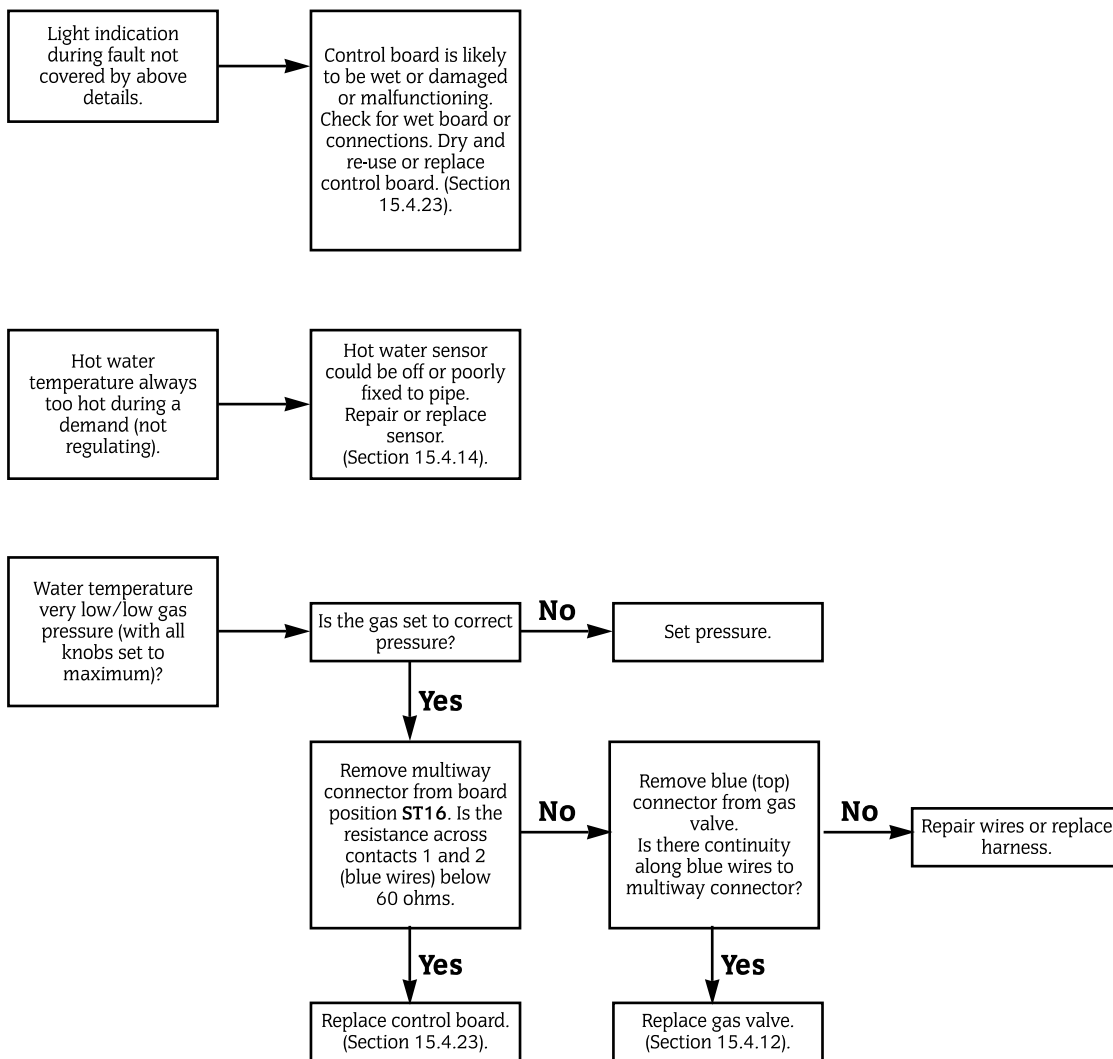 Light indication
during fault not
covered by above
details.
Control board is likely
to be wet or damaged
or malfunctioning.
Check for wet board or
connections. Dry and
re-use or replace
control board. (Section
15.4.23).
Hot water
temperature always
too hot during a
demand (not
regulating).
Hot water sensor
could be off or poorly
fixed to pipe.
Repair or replace
sensor.
(Section 15.4.14).
Water temperature
very low/low gas
pressure (with all
knobs set to
maximum)?
Is the gas set to correct
pressure?
No
Set pressure.
Yes
Remove multiway
connector from board
position ST16. Is the
resistance across
contacts 1 and 2
(blue wires) below
60 ohms.
No
Remove blue (top)
connector from gas
valve.
Is there continuity
along blue wires to
multiway connector?
No
Repair wires or replace
harness.
Yes
Yes
Replace control board.
(Section 15.4.23).
Replace gas valve.
(Section 15.4.12).